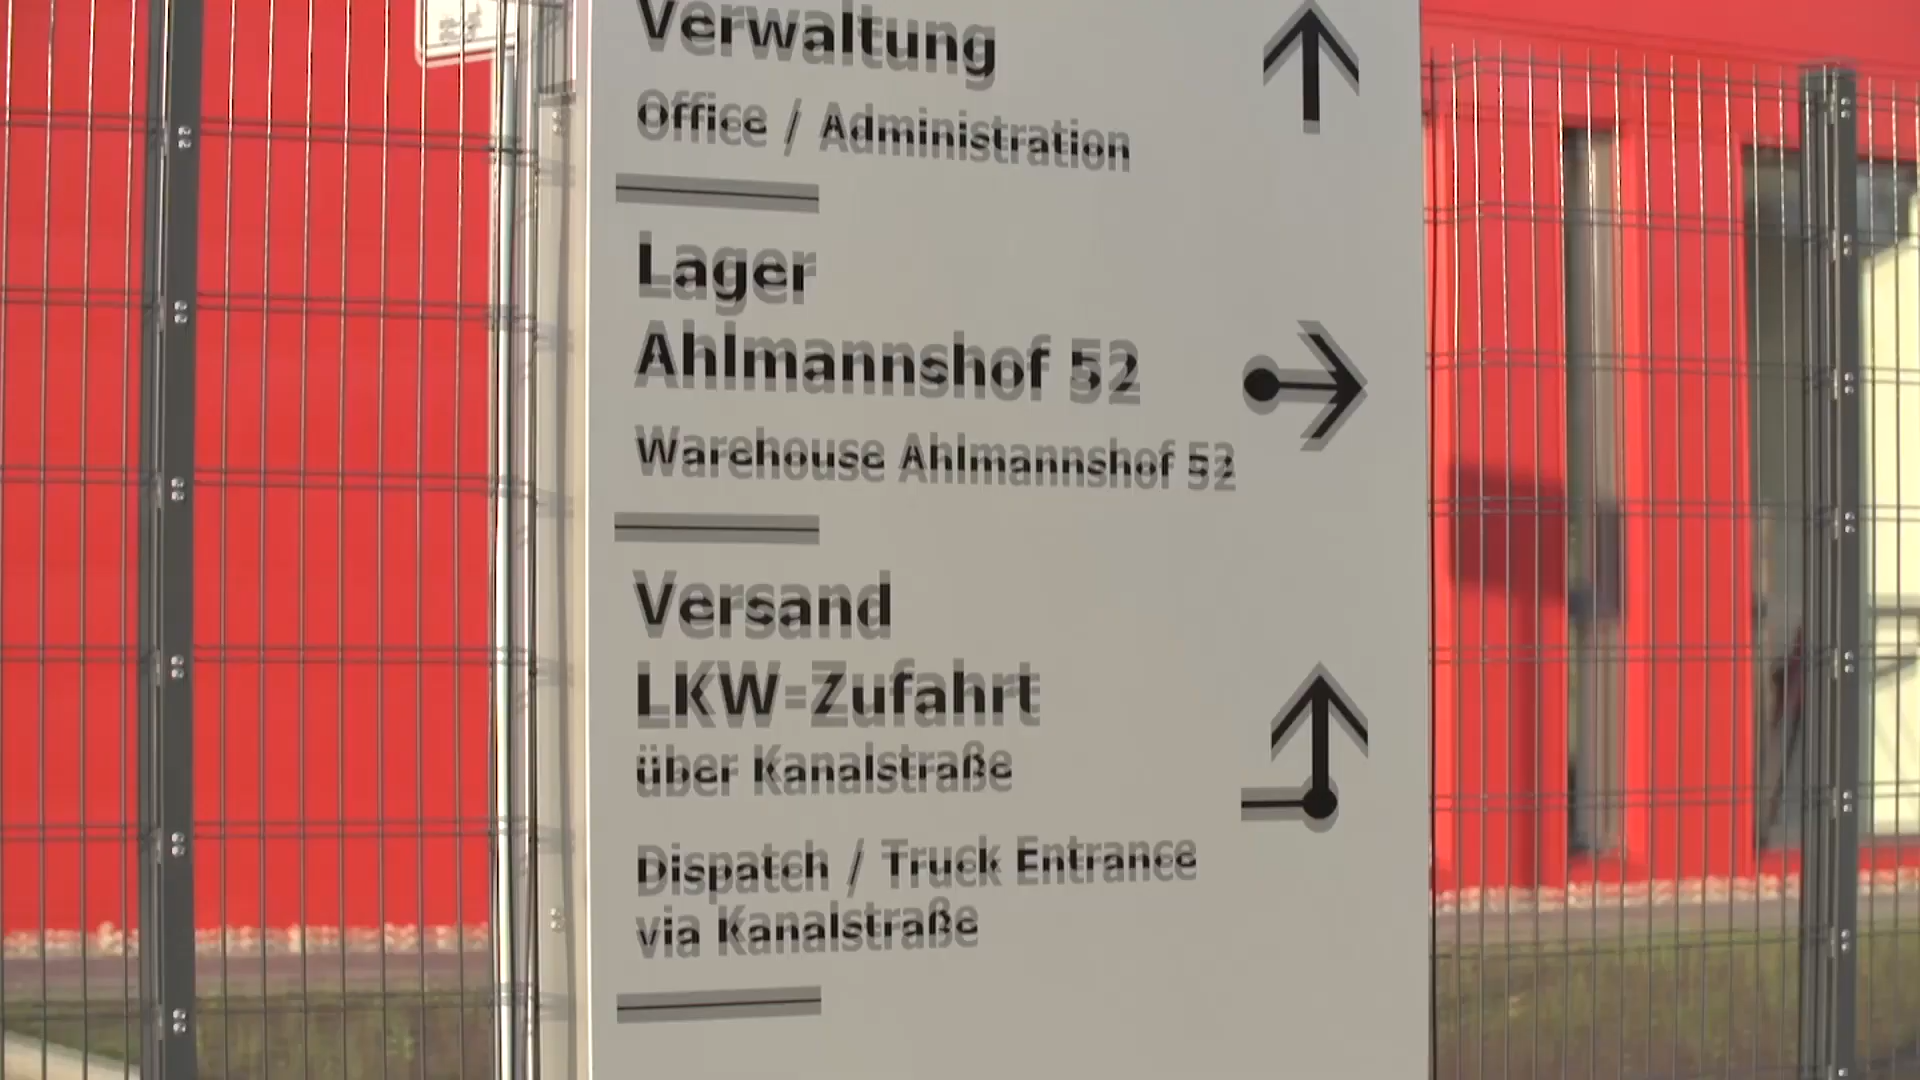 Verwaltung
Office / Administration
Lager
Ahlmannshof 52
Warehouse Ahlmannshof 52
Versand
LKW-Zufahrt
über Kanalstraße
Dispatch / Truck Entrance
via Kanalstraße